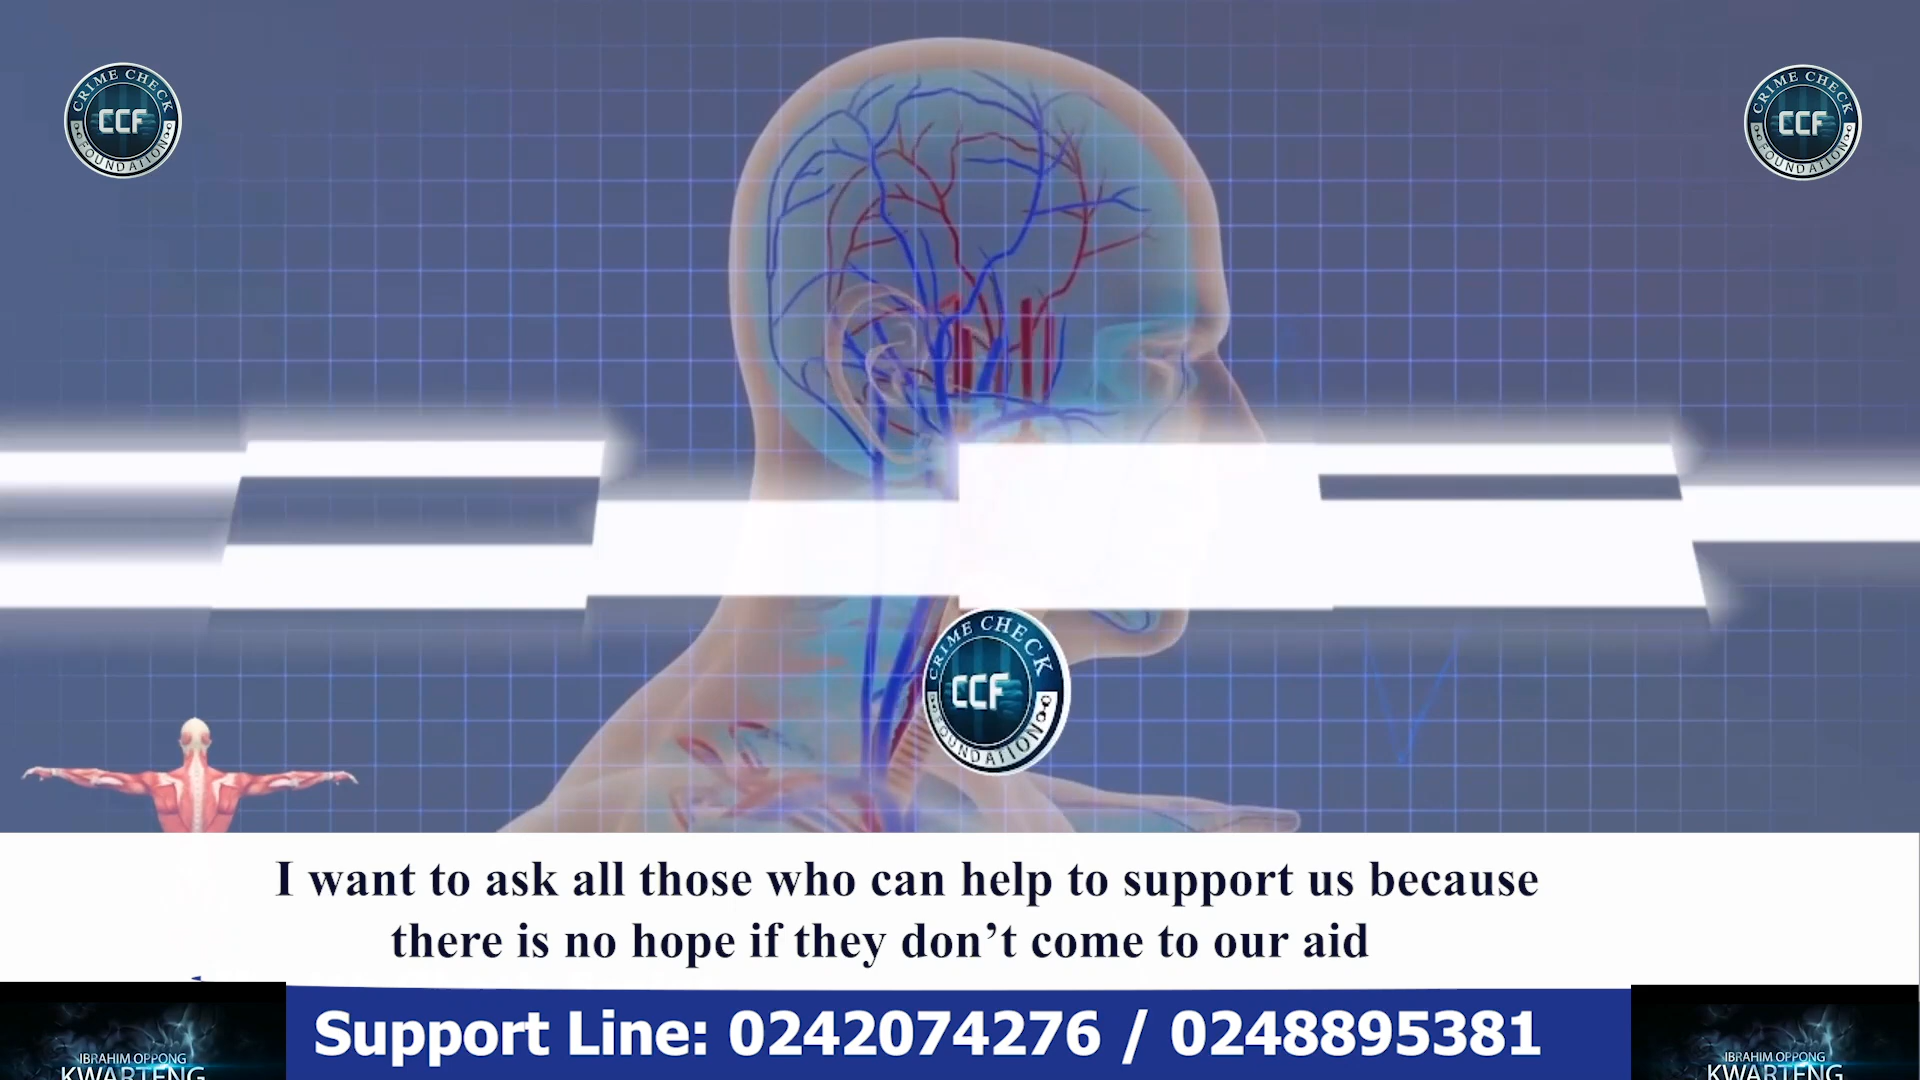 CRIME CHECK
CCF
FOUNDATION
CRIME CHECK
CCF
FOUNDATION
CRIME CHECK
CCF
FOUNDATION
I want to ask all those who can help to support us because
there is no hope if they don’t come to our aid
Support Line: 0242074276 / 0248895381
IBRAHIM OPPONG
KWARTENG
IBRAHIM OPPONG
KWARTENG